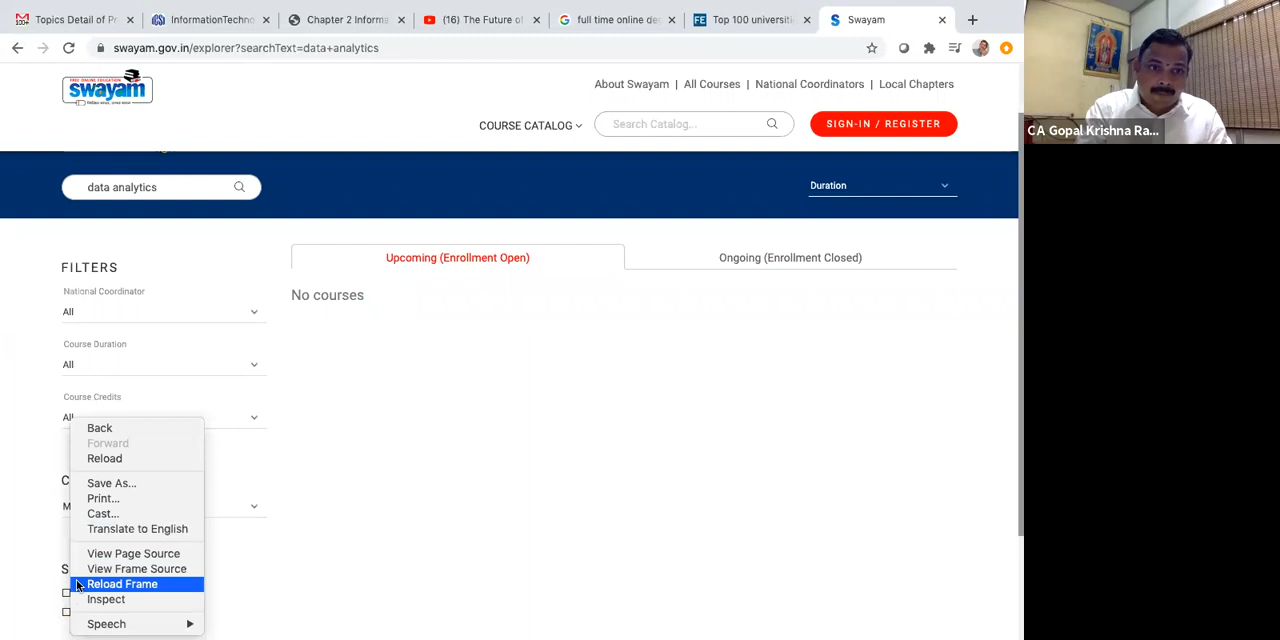 Topics Detail of Pr
InformationTechno
Chapter 2 Informa
(16) The Future of
full time online de
Top 100 universiti
Swayam
swayam.gov.in/explorer?searchText=data+analytics
FREE ONLINE EDUCATION
swayam
About Swayam | All Courses | National Coordinators | Local Chapters
COURSE CATALOG
Search Catalog...
SIGN-IN / REGISTER
CA Gopal Krishna Ra...
data analytics
Duration
FILTERS
Upcoming (Enrollment Open)
Ongoing (Enrollment Closed)
No courses
National Coordinator
All
Course Duration
All
Course Credits
All
Back
Forward
Reload
Save As...
Print...
Cast...
Translate to English
View Page Source
View Frame Source
Reload Frame
Inspect
Speech